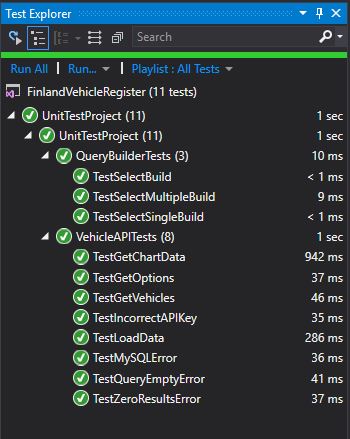 Test Explorer
Search
Run All | Run... | Playlist : All Tests
FinlandVehicleRegister (11 tests)
UnitTestProject (11) 1 sec
UnitTestProject (11) 1 sec
QueryBuilderTests (3) 10 ms
TestSelectBuild < 1 ms
TestSelectMultipleBuild 9 ms
TestSelectSingleBuild < 1 ms
VehicleAPITests (8) 1 sec
TestGetChartData 942 ms
TestGetOptions 37 ms
TestGetVehicles 46 ms
TestIncorrectAPIKey 35 ms
TestLoadData 286 ms
TestMySQLError 36 ms
TestQueryEmptyError 41 ms
TestZeroResultsError 37 ms